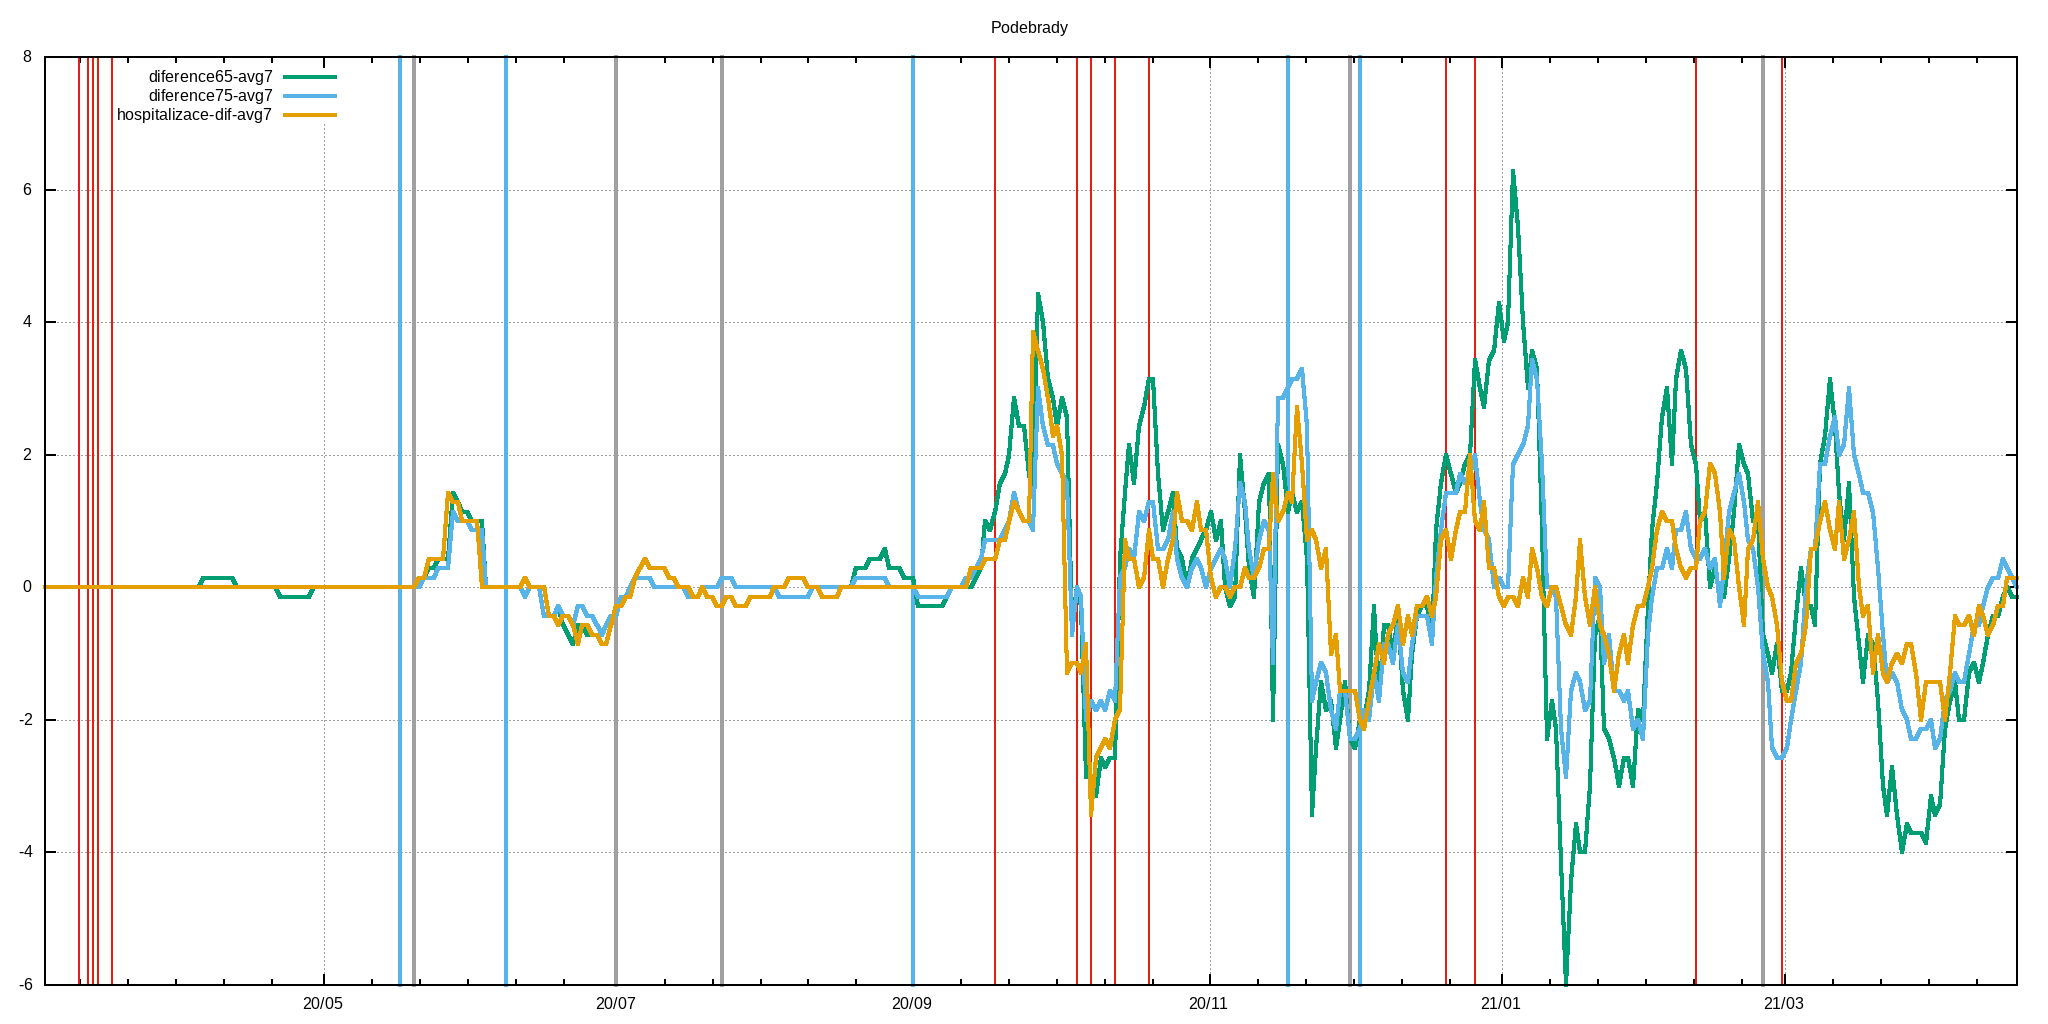 Podebrady
diference65-avg7
diference75-avg7
hospitalizace-dif-avg7
8
6
4
2
0
-2
-4
-6
20/05 20/07 20/09 20/11 21/01 21/03